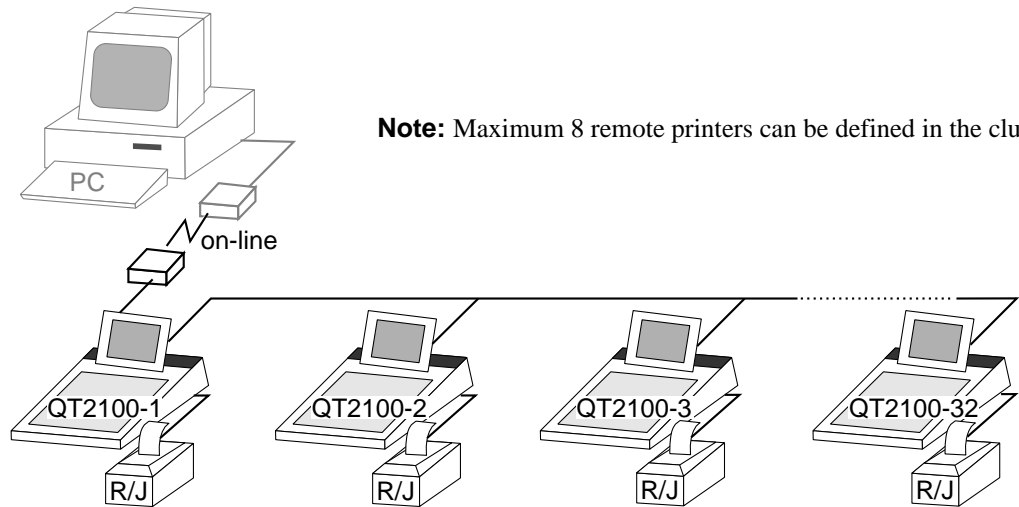 Note: Maximum 8 remote printers can be defined in the clu
PC
on-line
QT2100-1 QT2100-2 QT2100-3 QT2100-32
R/J R/J R/J R/J